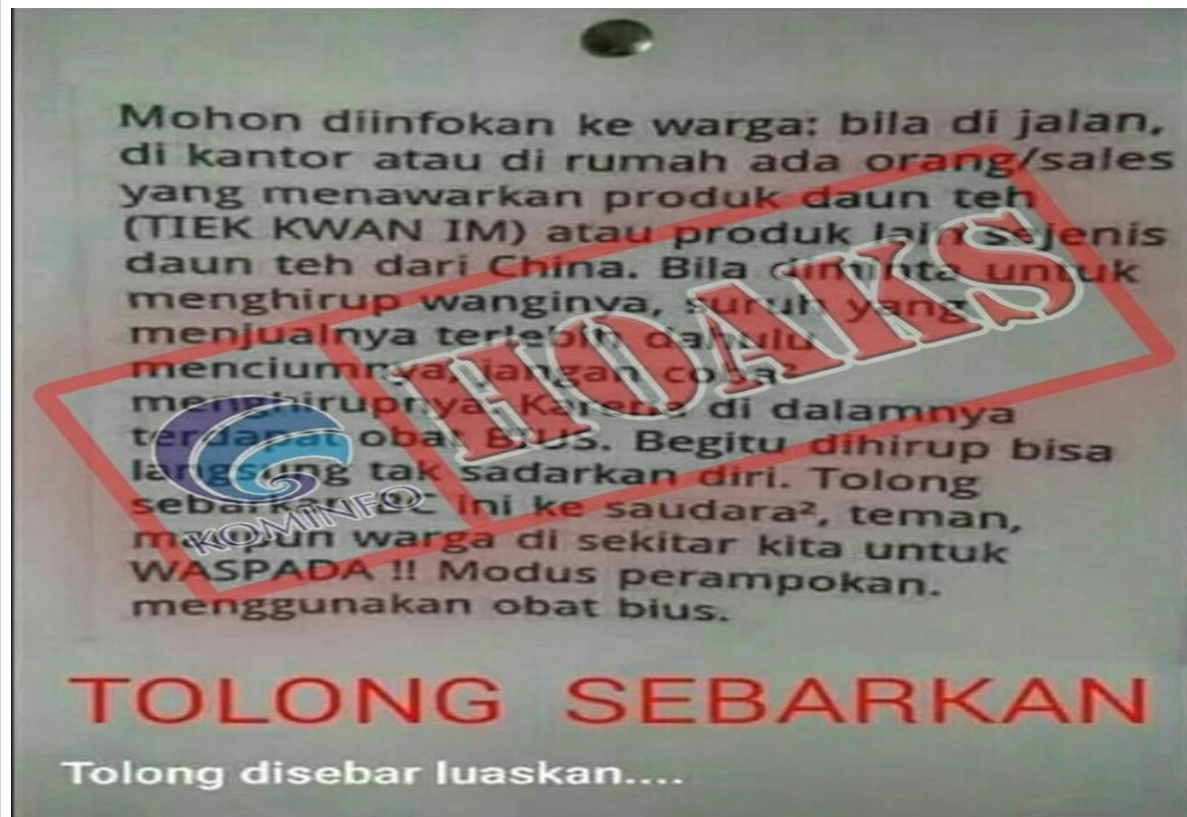 Mohon diinfokan ke warga: bila di jalan,
di kantor atau di rumah ada orang/sales
yang menawarkan produk daun teh
(TIEK KWAN IM) atau produk lain sejenis
daun teh dari China. Bila diminta untuk
menghirup wanginya, suruh yang
menjualnya terlebih dahulu
menciumnya, jangan coba²
menghirupnya. Karena di dalamnya
terdapat obat BIUS. Begitu dihirup bisa
langsung tak sadarkan diri. Tolong
sebarkan ini ke saudara², teman,
maupun warga di sekitar kita untuk
WASPADA !! Modus perampokan.
menggunakan obat bius.
HOAKS
KOMINFO
TOLONG SEBARKAN
Tolong disebar luaskan....